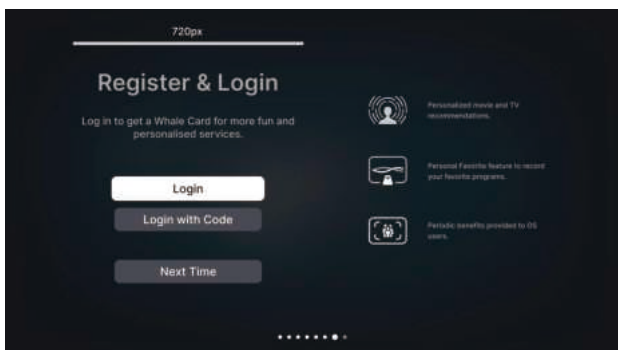 720px
Register & Login
Log in to get a Whale Card for more fun and
personalised services.
Login
Login with Code
Next Time
Personalized movie and TV
recommendations.
Personal Favorite feature to record
your favorite programs.
Periodic benefits provided to OS
users.